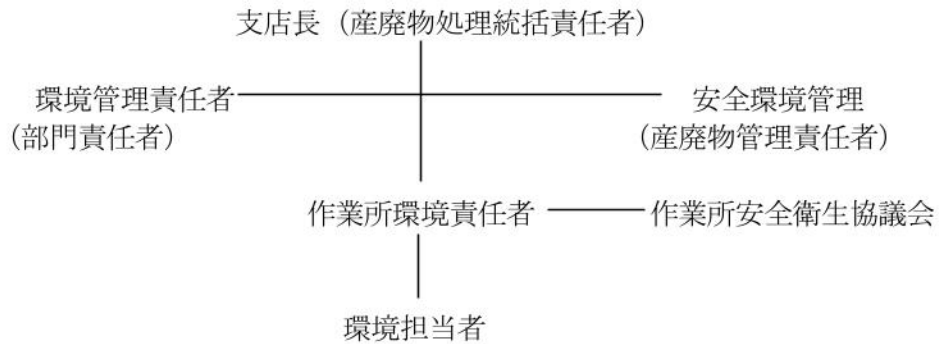 支店長（産廃物処理統括責任者）
環境管理責任者
（部門責任者）
安全環境管理
（産廃物管理責任者）
作業所環境責任者
作業所安全衛生協議会
環境担当者